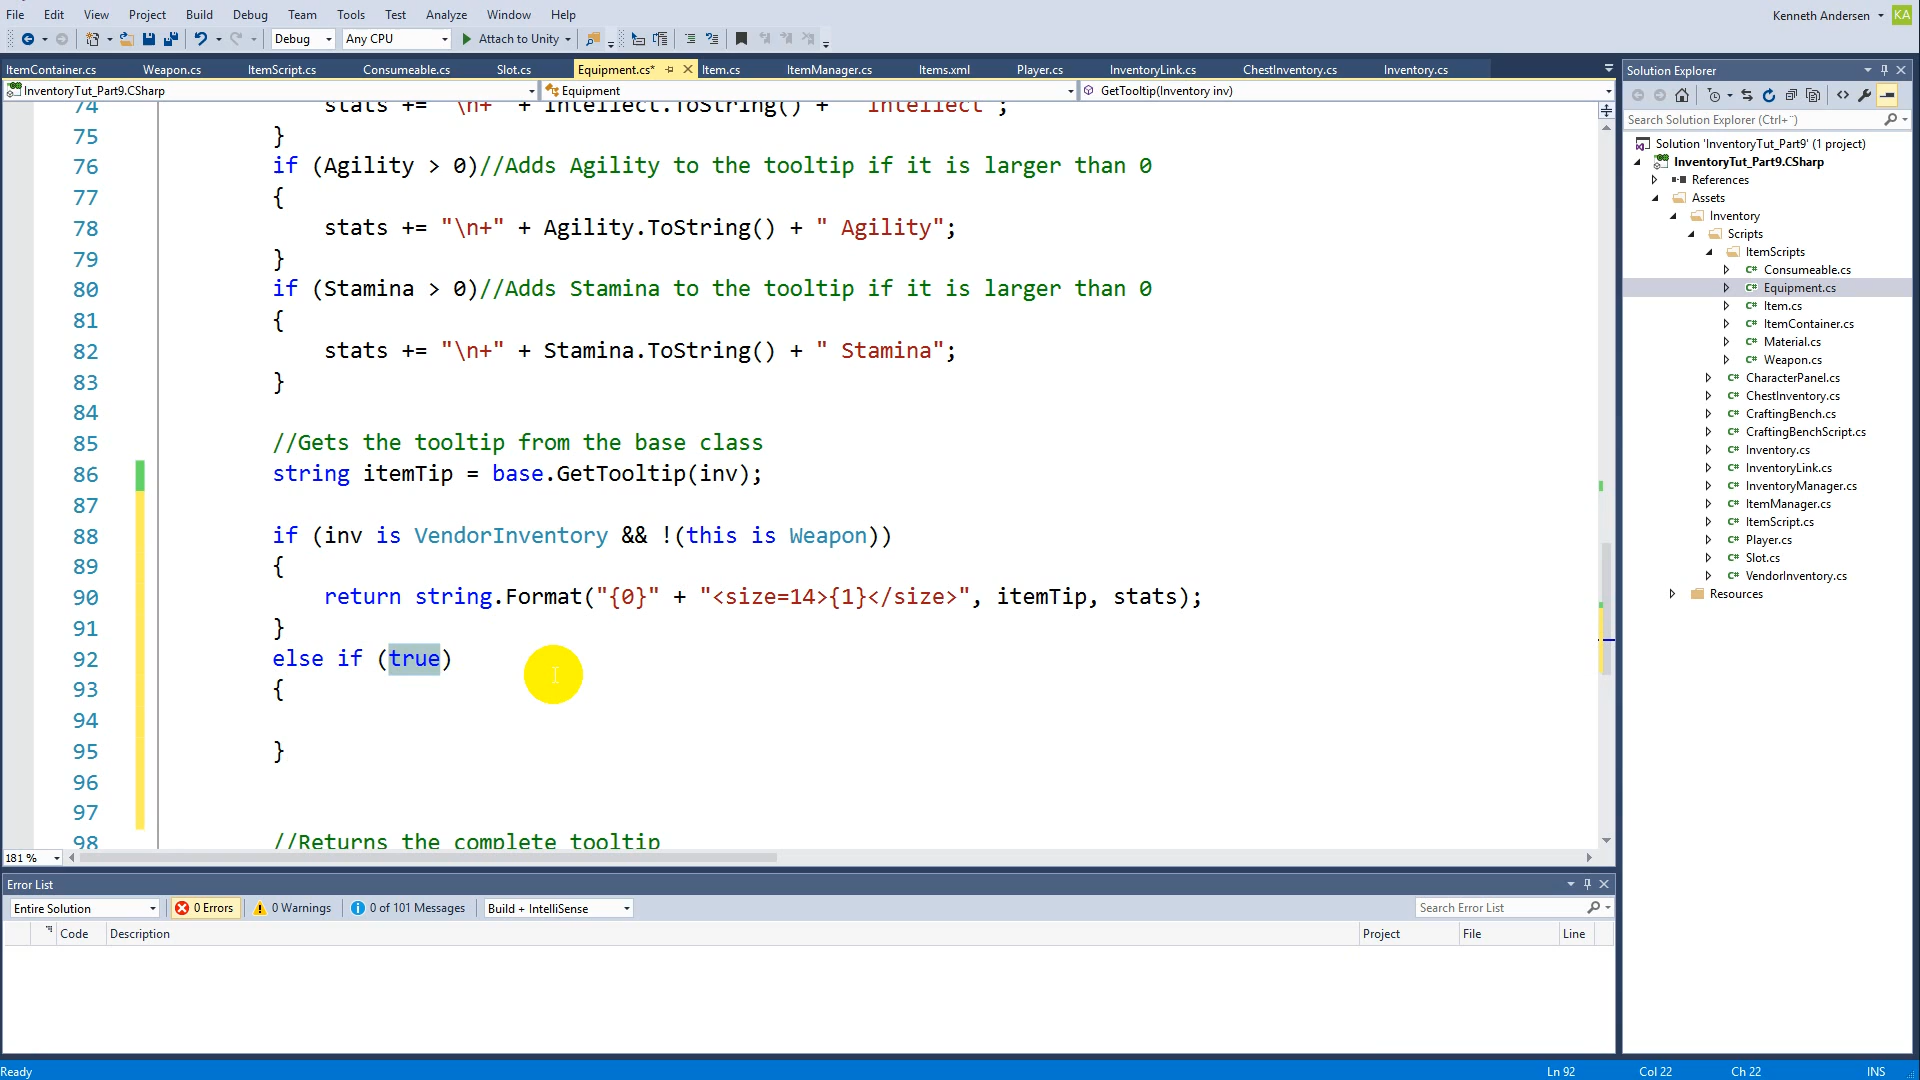 File Edit View Project Build Debug Team Tools Test Analyze Window Help
Kenneth Andersen KA
Debug Any CPU Attach to Unity
ItemContainer.cs Weapon.cs ItemScript.cs Consumeable.cs Slot.cs Equipment.cs* Item.cs ItemManager.cs Items.xml Player.cs InventoryLink.cs ChestInventory.cs Inventory.cs
InventoryTut_Part9.CSharp Equipment GetTooltip(Inventory inv)
74 stats += "\n+" + Intellect.ToString() + " Intellect";
75 }
76 if (Agility > 0)//Adds Agility to the tooltip if it is larger than 0
77 {
78 stats += "\n+" + Agility.ToString() + " Agility";
79 }
80 if (Stamina > 0)//Adds Stamina to the tooltip if it is larger than 0
81 {
82 stats += "\n+" + Stamina.ToString() + " Stamina";
83 }
84
85 //Gets the tooltip from the base class
86 string itemTip = base.GetTooltip(inv);
87
88 if (inv is VendorInventory && !(this is Weapon))
89 {
90 return string.Format("{0}" + "<size=14>{1}</size>", itemTip, stats);
91 }
92 else if (true)
93 {
94
95 }
96
97
98 //Returns the complete tooltip
181 %
Solution Explorer
Search Solution Explorer (Ctrl+¨)
Solution 'InventoryTut_Part9' (1 project)
InventoryTut_Part9.CSharp
References
Assets
Inventory
Scripts
ItemScripts
Consumeable.cs
Equipment.cs
Item.cs
ItemContainer.cs
Material.cs
Weapon.cs
CharacterPanel.cs
ChestInventory.cs
CraftingBench.cs
CraftingBenchScript.cs
Inventory.cs
InventoryLink.cs
InventoryManager.cs
ItemManager.cs
ItemScript.cs
Player.cs
Slot.cs
VendorInventory.cs
Resources
Error List
Entire Solution 0 Errors 0 Warnings 0 of 101 Messages Build + IntelliSense Search Error List
Code Description Project File Line
Ready Ln 92 Col 22 Ch 22 INS